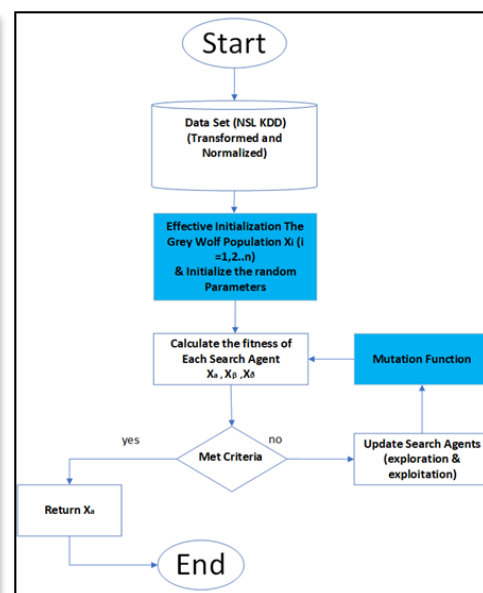 Start
Data Set (NSL KDD)
(Transformed and
Normalized)
Effective Initialization The
Grey Wolf Population Xi (i
=1,2..n)
& Initialize the random
Parameters
Calculate the fitness of
Each Search Agent
Xa , Xβ , Xδ
Mutation Function
yes
no
Met Criteria
Update Search Agents
(exploration &
exploitation)
Return Xa
End